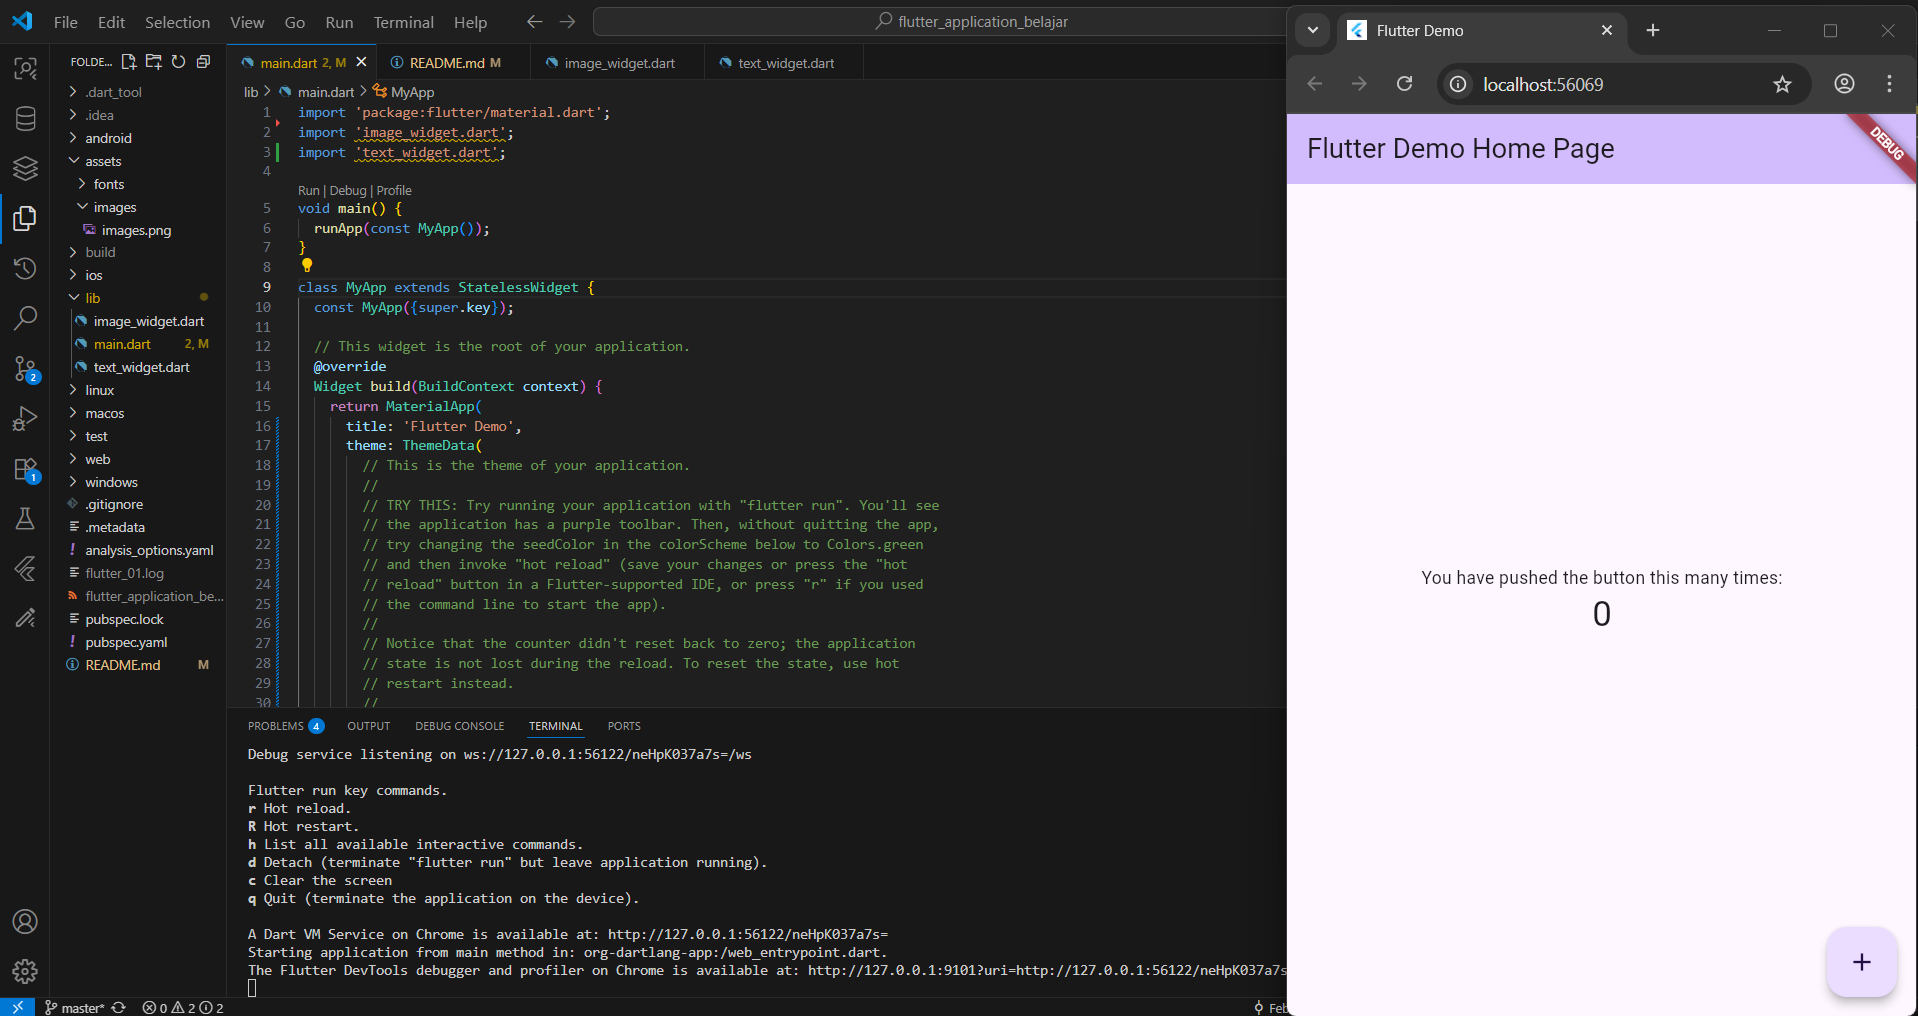 File Edit Selection View Go Run Terminal Help
flutter_application_belajar
FOLDE...
.dart_tool
.idea
android
assets
fonts
images
images.png
build
ios
lib
image_widget.dart
main.dart 2, M
text_widget.dart
linux
macos
test
web
windows
.gitignore
.metadata
analysis_options.yaml
flutter_01.log
flutter_application_be...
pubspec.lock
pubspec.yaml
README.md M
2
1
main.dart 2, M
README.md M
image_widget.dart
text_widget.dart
lib > main.dart > MyApp
1 import 'package:flutter/material.dart';
2 import 'image_widget.dart';
3 import 'text_widget.dart';
4
Run | Debug | Profile
5 void main() {
6 runApp(const MyApp());
7 }
8
9 class MyApp extends StatelessWidget {
10 const MyApp({super.key});
11
12 // This widget is the root of your application.
13 @override
14 Widget build(BuildContext context) {
15 return MaterialApp(
16 title: 'Flutter Demo',
17 theme: ThemeData(
18 // This is the theme of your application.
19 //
20 // TRY THIS: Try running your application with "flutter run". You'll see
21 // the application has a purple toolbar. Then, without quitting the app,
22 // try changing the seedColor in the colorScheme below to Colors.green
23 // and then invoke "hot reload" (save your changes or press the "hot
24 // reload" button in a Flutter-supported IDE, or press "r" if you used
25 // the command line to start the app).
26 //
27 // Notice that the counter didn't reset back to zero; the application
28 // state is not lost during the reload. To reset the state, use hot
29 // restart instead.
30 //
PROBLEMS 4 OUTPUT DEBUG CONSOLE TERMINAL PORTS
Debug service listening on ws://127.0.0.1:56122/neHpK037a7s=/ws
Flutter run key commands.
r Hot reload.
R Hot restart.
h List all available interactive commands.
d Detach (terminate "flutter run" but leave application running).
c Clear the screen
q Quit (terminate the application on the device).
A Dart VM Service on Chrome is available at: http://127.0.0.1:56122/neHpK037a7s=
Starting application from main method in: org-dartlang-app:/web_entrypoint.dart.
The Flutter DevTools debugger and profiler on Chrome is available at: http://127.0.0.1:9101?uri=http://127.0.0.1:56122/neHpK037a7s
master* 0 2 2
Feb
Flutter Demo
localhost:56069
Flutter Demo Home Page
DEBUG
You have pushed the button this many times:
0
+